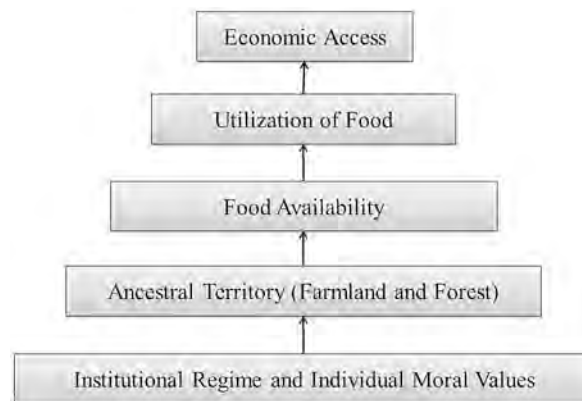 Economic Access
Utilization of Food
Food Availability
Ancestral Territory (Farmland and Forest)
Institutional Regime and Individual Moral Values